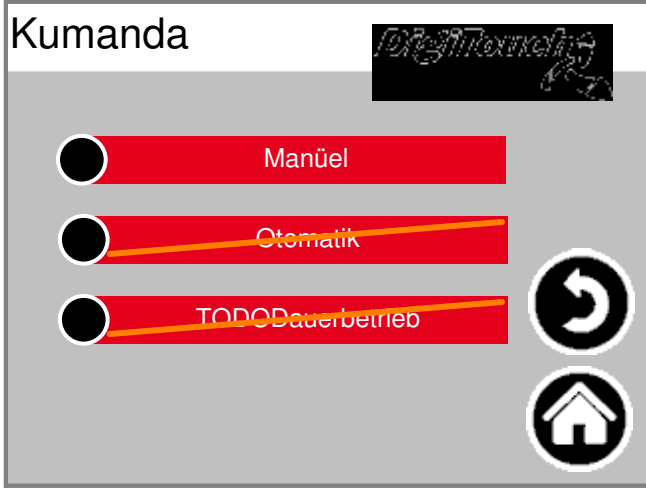 Kumanda
DigiTouch
Manüel
Otomatik
TODODauerbetrieb